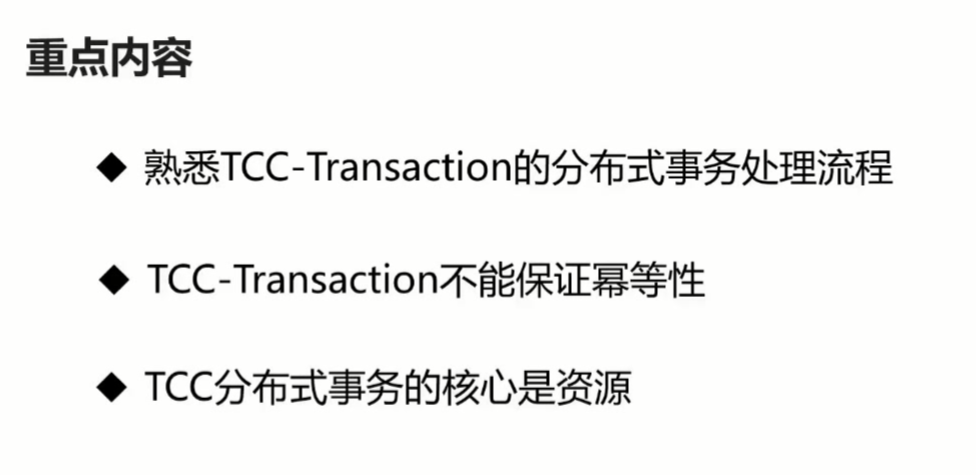 重点内容
◆ 熟悉TCC-Transaction的分布式事务处理流程
◆ TCC-Transaction不能保证幂等性
◆ TCC分布式事务的核心是资源